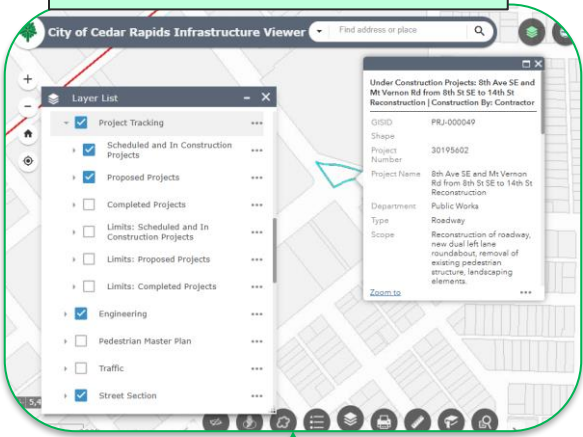 City of Cedar Rapids Infrastructure Viewer
Find address or place
Layer List
Project Tracking
Scheduled and In Construction
Projects
Proposed Projects
Completed Projects
Limits: Scheduled and In
Construction Projects
Limits: Proposed Projects
Limits: Completed Projects
Engineering
Pedestrian Master Plan
Traffic
Street Section
Under Construction Projects: 8th Ave SE and
Mt Vernon Rd from 8th St SE to 14th St
Reconstruction | Construction By: Contractor
GISID PRJ-000049
Shape
Project
Number 30195602
Project Name 8th Ave SE and Mt Vernon
Rd from 8th St SE to 14th St
Reconstruction
Department Public Works
Type Roadway
Scope Reconstruction of roadway,
new dual left lane
roundabout, removal of
existing pedestrian
structure, landscaping
elements.
Zoom to